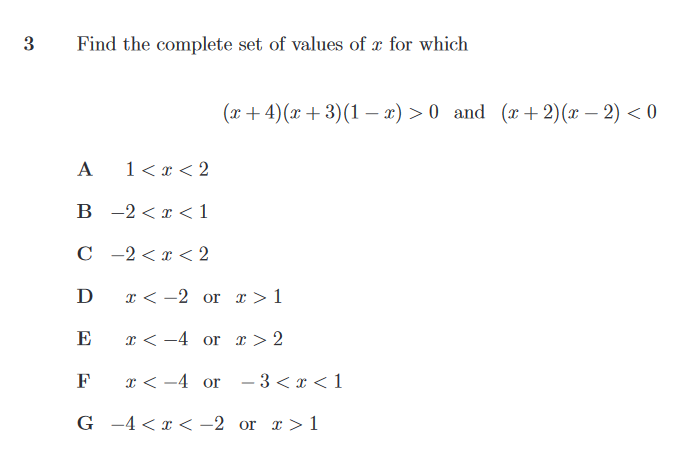 3 Find the complete set of values of x for which
(x + 4)(x + 3)(1 − x) > 0 and (x + 2)(x − 2) < 0
A 1 < x < 2
B −2 < x < 1
C −2 < x < 2
D x < −2 or x > 1
E x < −4 or x > 2
F x < −4 or −3 < x < 1
G −4 < x < −2 or x > 1